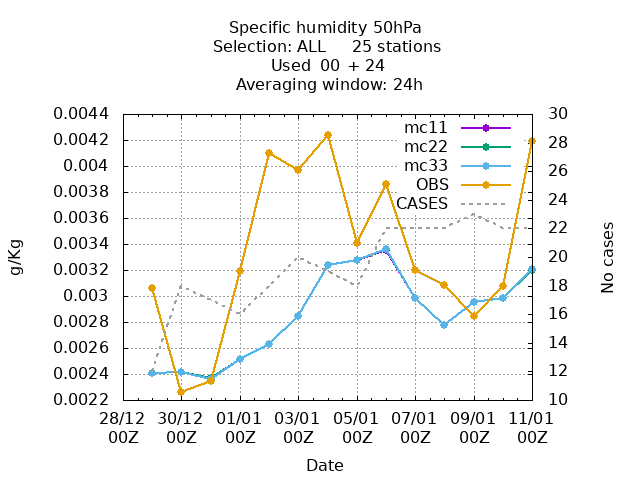 Specific humidity 50hPa
Selection: ALL 25 stations
Used 00 + 24
Averaging window: 24h
0.0044
0.0042
0.004
0.0038
0.0036
0.0034
0.0032
0.003
0.0028
0.0026
0.0024
0.0022
g/Kg
mc11
mc22
mc33
OBS
CASES
30
28
26
24
22
20
18
16
14
12
10
No cases
28/12 30/12 01/01 03/01 05/01 07/01 09/01 11/01
00Z 00Z 00Z 00Z 00Z 00Z 00Z 00Z
Date